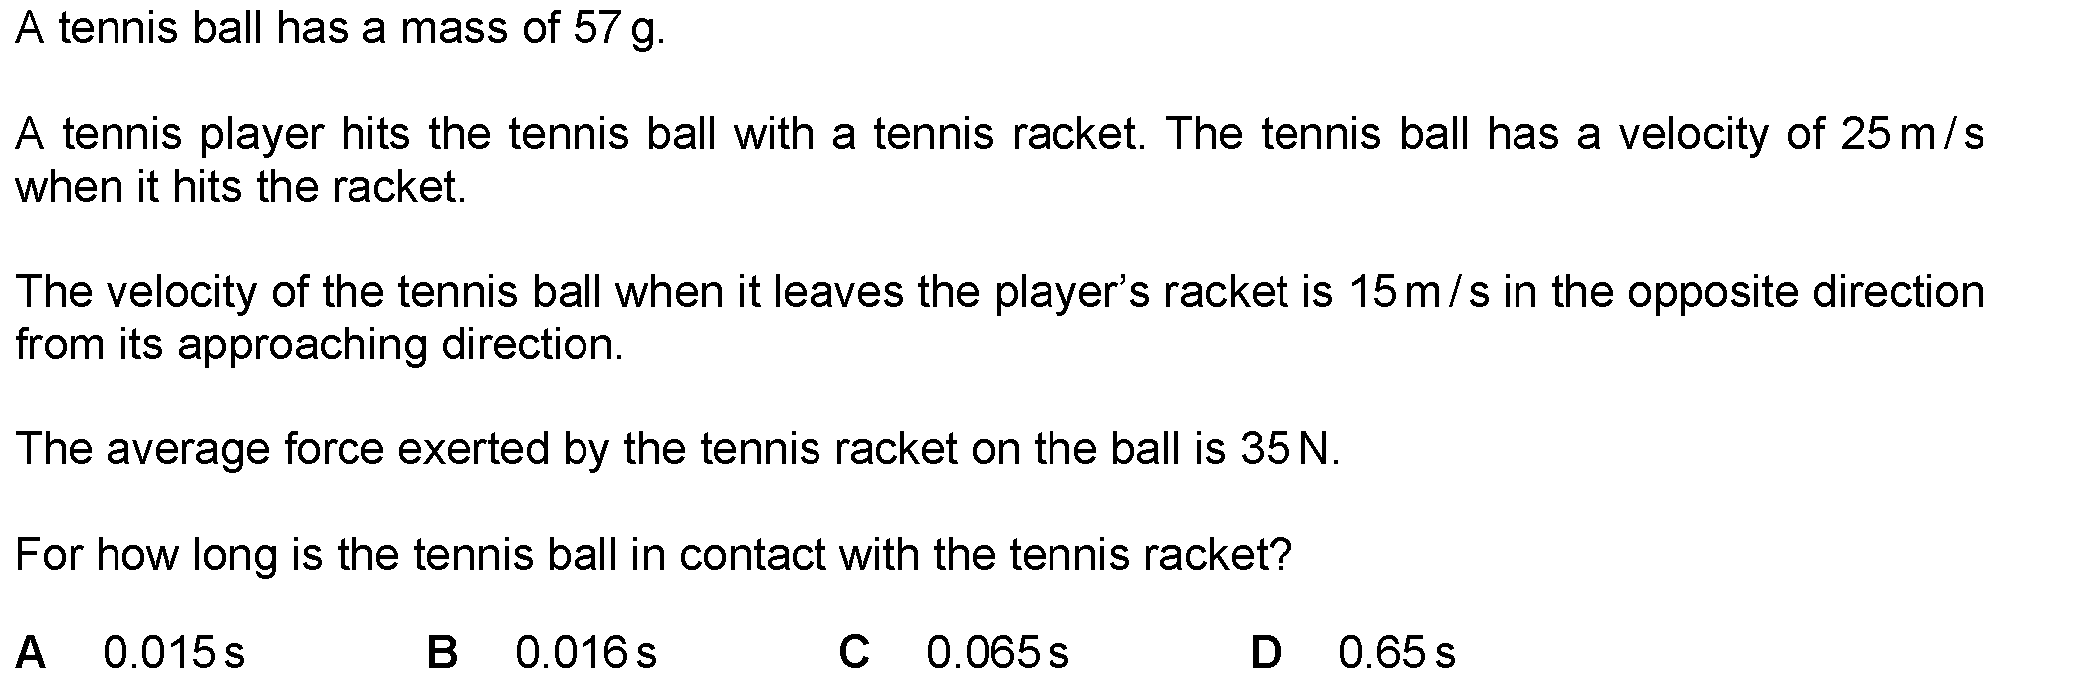 A tennis ball has a mass of 57 g.
A tennis player hits the tennis ball with a tennis racket. The tennis ball has a velocity of 25 m / s
when it hits the racket.
The velocity of the tennis ball when it leaves the player’s racket is 15 m / s in the opposite direction
from its approaching direction.
The average force exerted by the tennis racket on the ball is 35 N.
For how long is the tennis ball in contact with the tennis racket?
A 0.015 s B 0.016 s C 0.065 s D 0.65 s